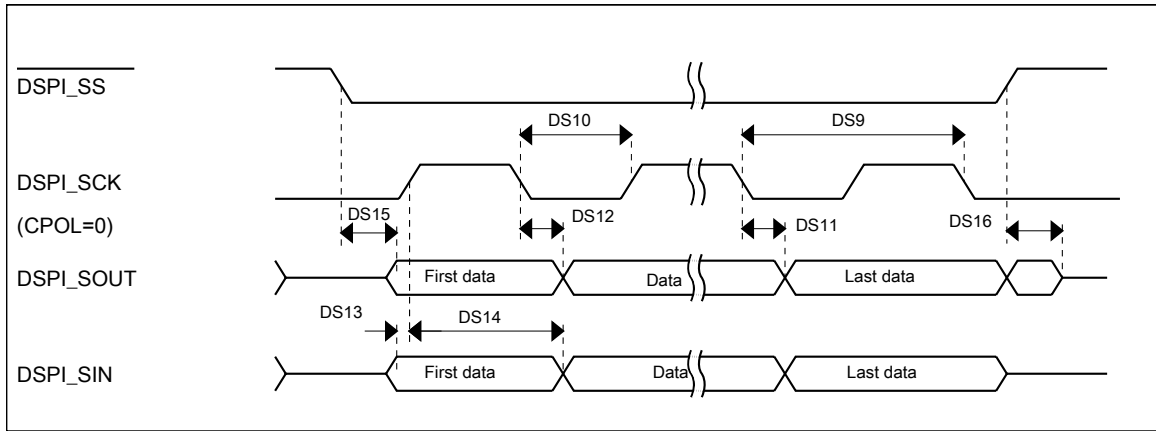 DSPI_SS
DS10
DS9
DSPI_SCK
(CPOL=0)
DS15
DS12
DS11
DS16
DSPI_SOUT
First data
Data
Last data
DS13
DS14
DSPI_SIN
First data
Data
Last data